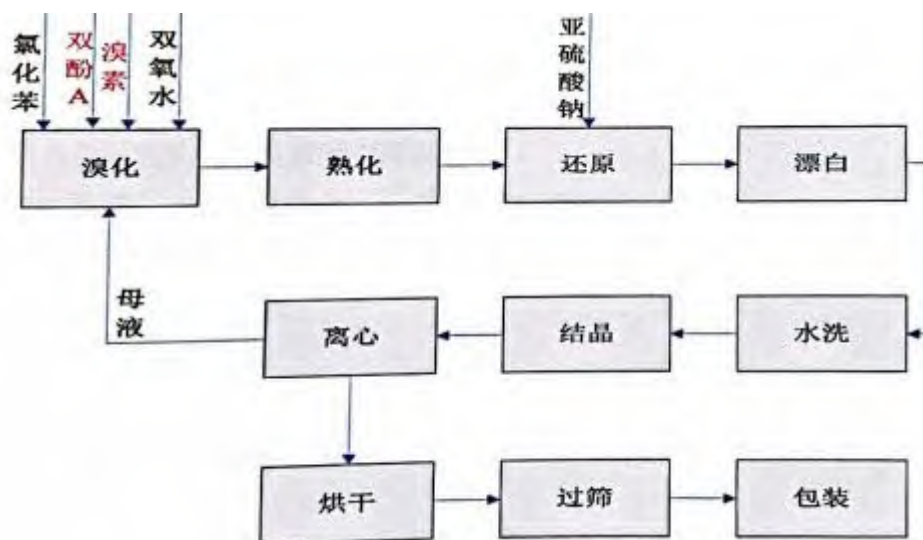 氯化苯
双酚A
溴素
双氧水
亚硫酸钠
溴化
熟化
还原
漂白
母液
离心
结晶
水洗
烘干
过筛
包装